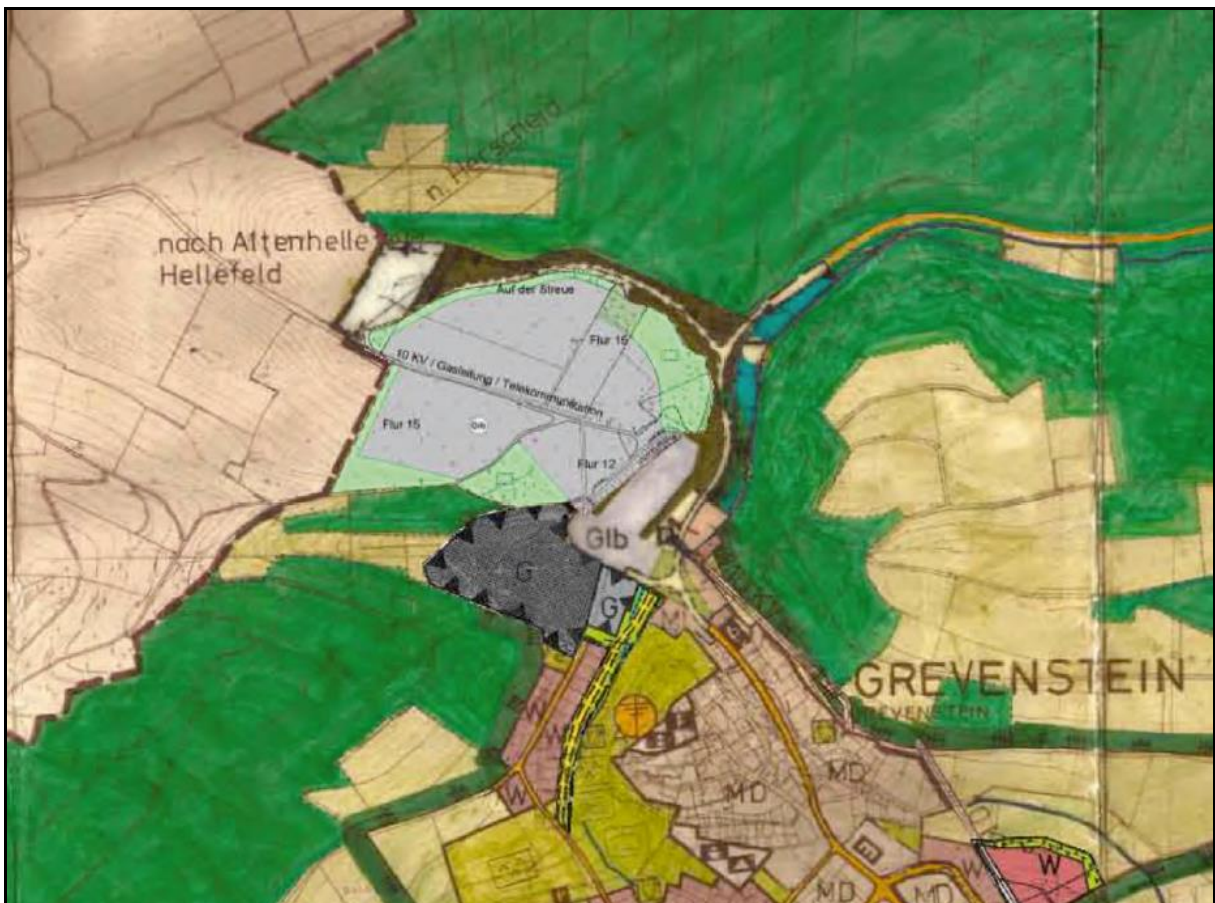 n. Herscheid
nach Altenhellefeld
Hellefeld
Auf der Streue
Flur 16
10 KV / Gasleitung / Telekommunikation
Flur 15
Flur 12
GIb
G
G
GREVENSTEIN
GREVENSTEIN
W
W
W
MD
MD
W
W
MD
MD